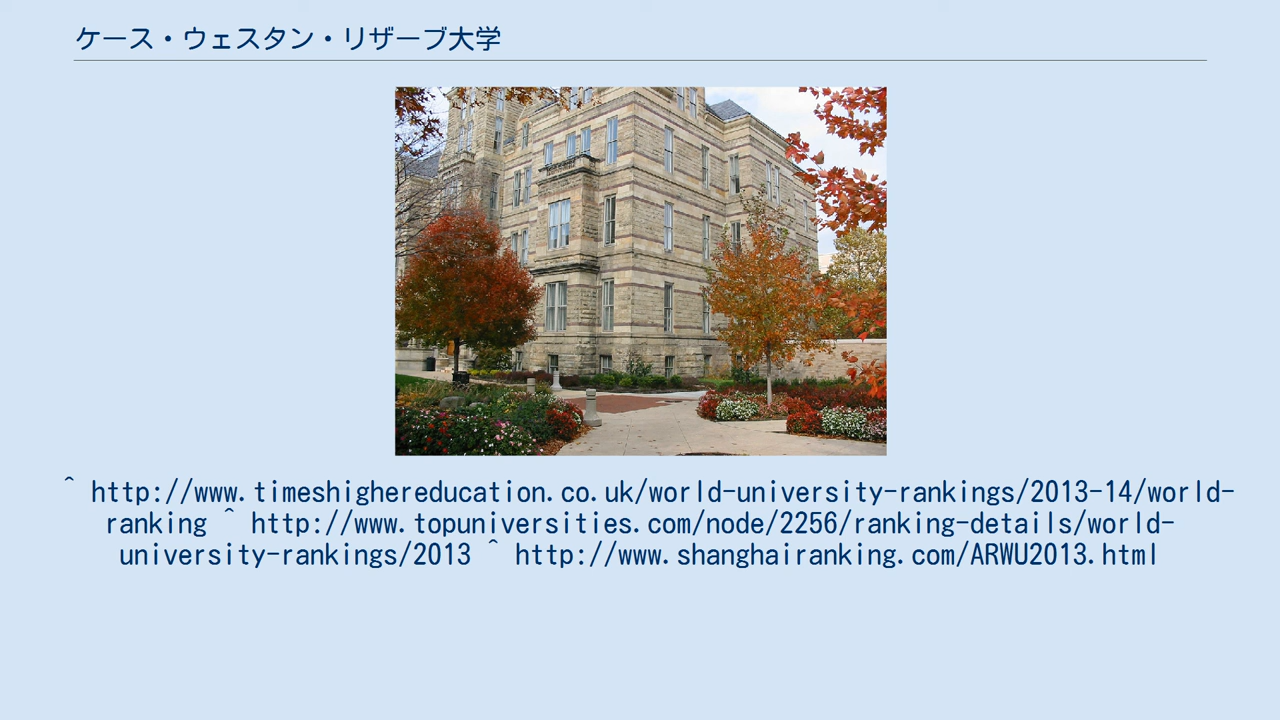 ケース・ウェスタン・リザーブ大学
^ http://www.timeshighereducation.co.uk/world-university-rankings/2013-14/world-
ranking ^ http://www.topuniversities.com/node/2256/ranking-details/world-
university-rankings/2013 ^ http://www.shanghairanking.com/ARWU2013.html